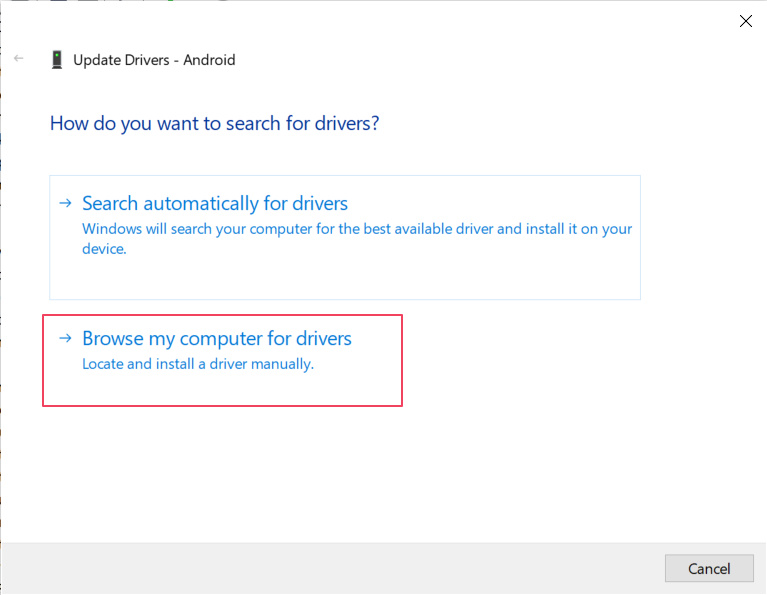 Update Drivers - Android
How do you want to search for drivers?
Search automatically for drivers
Windows will search your computer for the best available driver and install it on your
device.
Browse my computer for drivers
Locate and install a driver manually.
Cancel